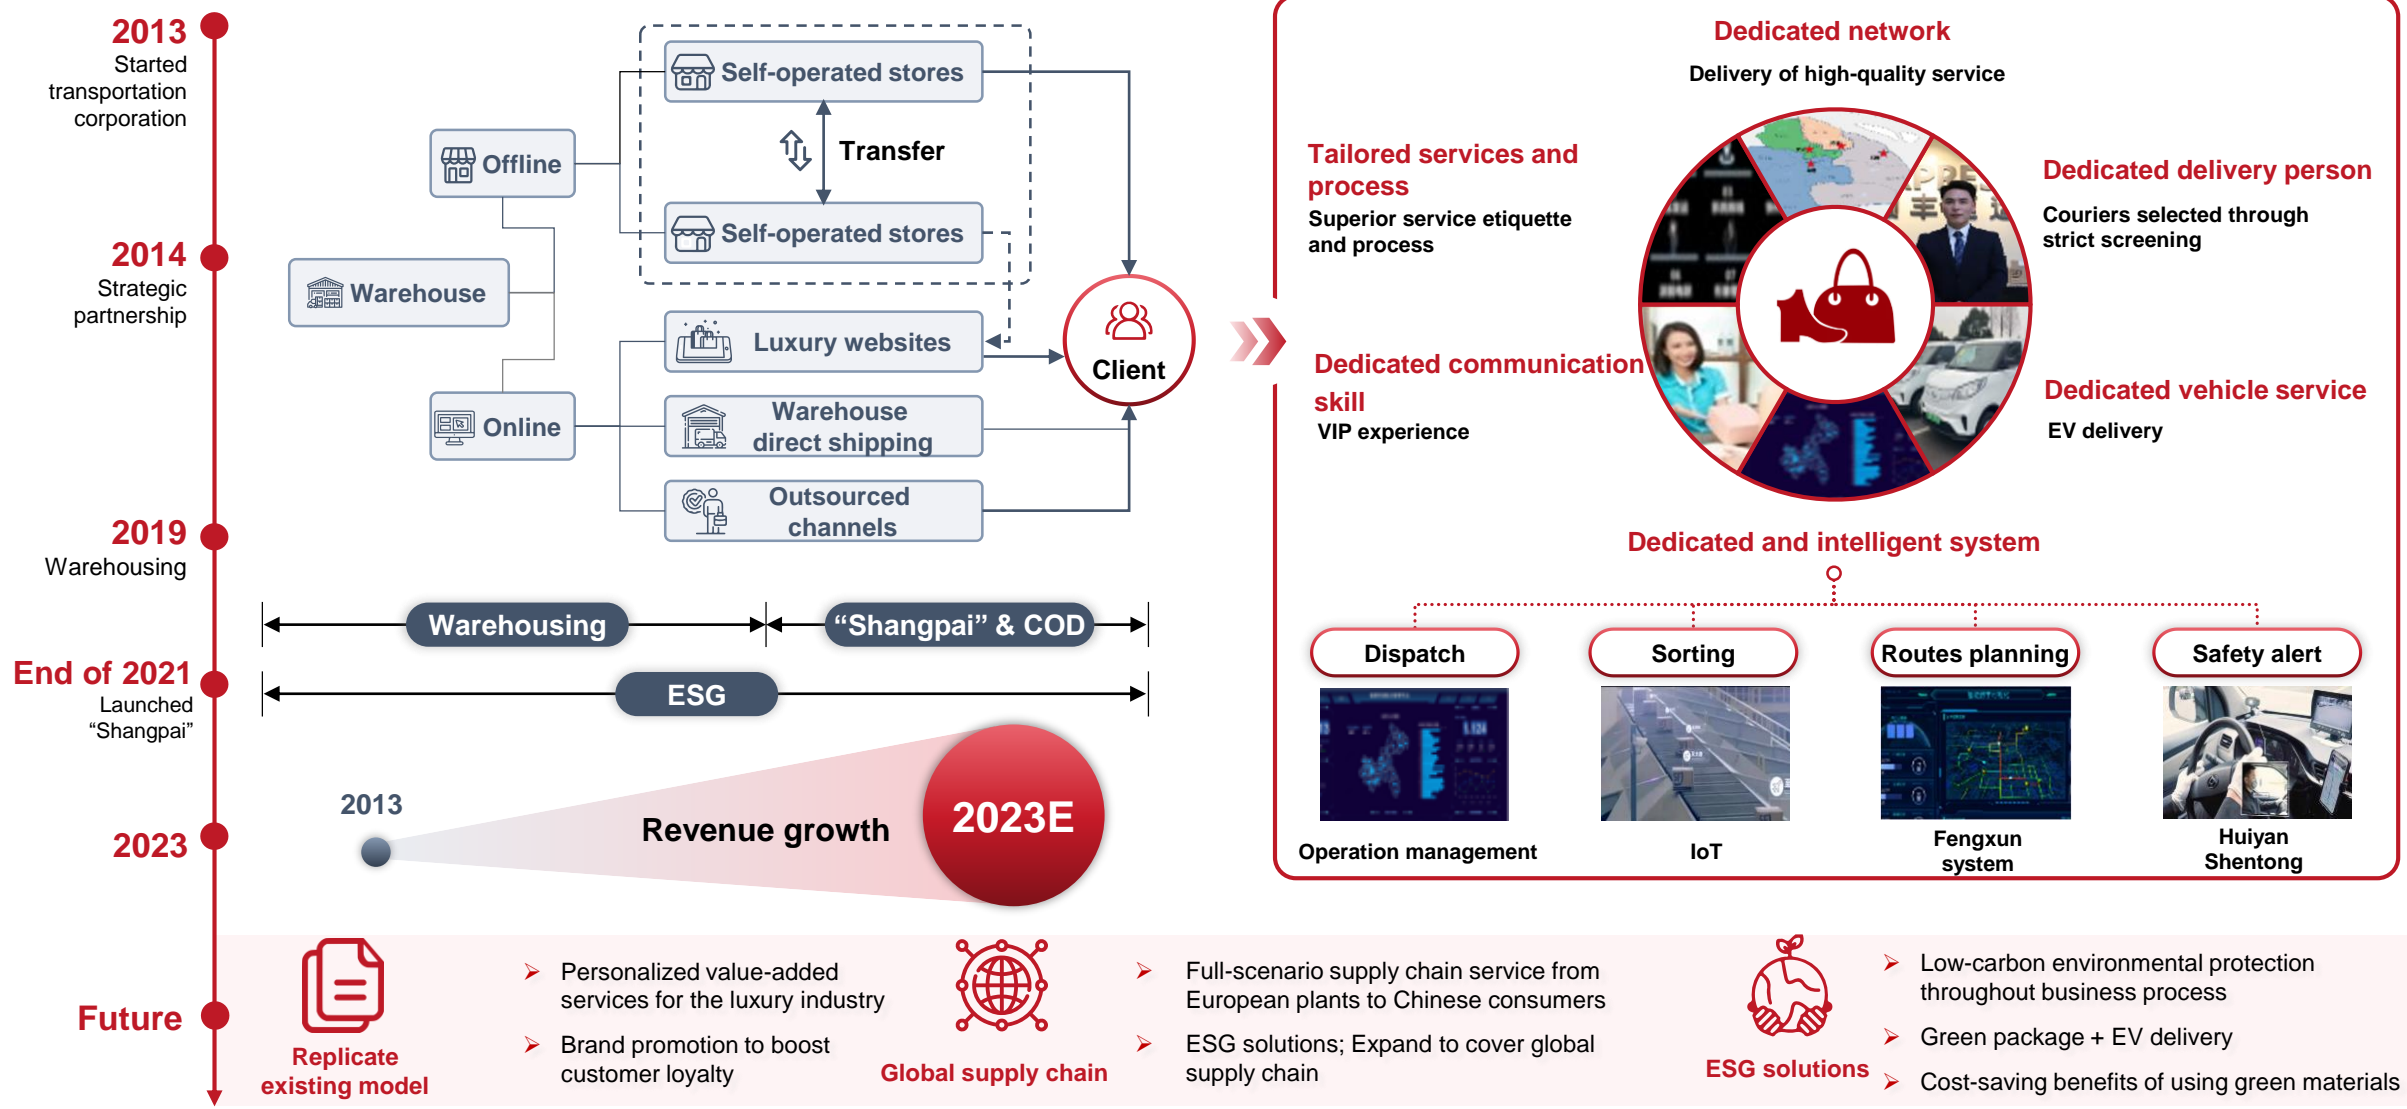 2013
Started
transportation
corporation
2014
Strategic
partnership
2019
Warehousing
End of 2021
Launched
“Shangpai”
2023
Future
Offline
Warehouse
Online
Self-operated stores
Transfer
Self-operated stores
Luxury websites
Warehouse
direct shipping
Outsourced
channels
Client
Warehousing
“Shangpai” & COD
ESG
2013
Revenue growth
2023E
Dedicated network
Delivery of high-quality service
Tailored services and
process
Superior service etiquette
and process
Dedicated delivery person
Couriers selected through
strict screening
Dedicated communication
skill
VIP experience
Dedicated vehicle service
EV delivery
Dedicated and intelligent system
Dispatch
Sorting
Routes planning
Safety alert
Operation management
IoT
Fengxun
system
Huiyan
Shentong
Replicate
existing model
Personalized value-added
services for the luxury industry
Brand promotion to boost
customer loyalty
Global supply chain
Full-scenario supply chain service from
European plants to Chinese consumers
ESG solutions; Expand to cover global
supply chain
ESG solutions
Low-carbon environmental protection
throughout business process
Green package + EV delivery
Cost-saving benefits of using green materials